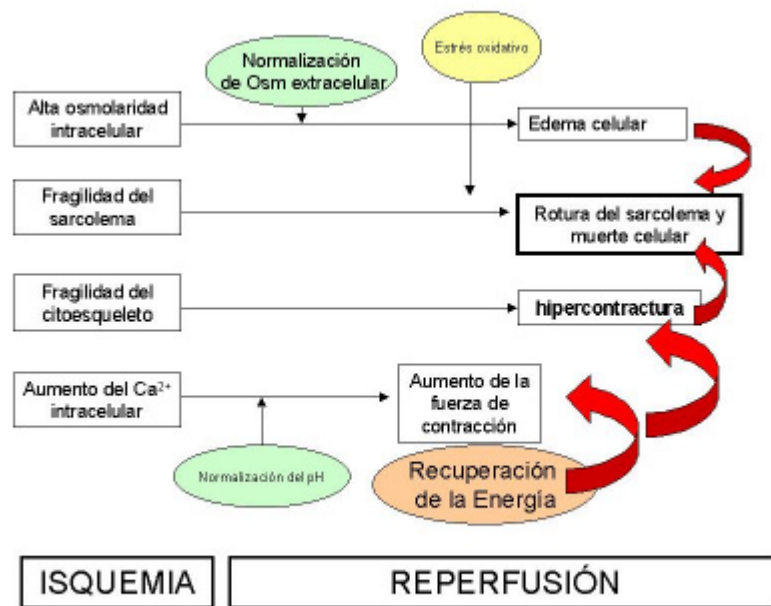 Normalización
de Osm extracelular
Estrés oxidativo
Alta osmolaridad
intracelular
Edema celular
Fragilidad del
sarcolema
Rotura del sarcolema y
muerte celular
Fragilidad del
citoesqueleto
hipercontractura
Aumento del Ca²⁺
intracelular
Aumento de la
fuerza de
contracción
Normalización del pH
Recuperación
de la Energía
ISQUEMIA
REPERFUSIÓN